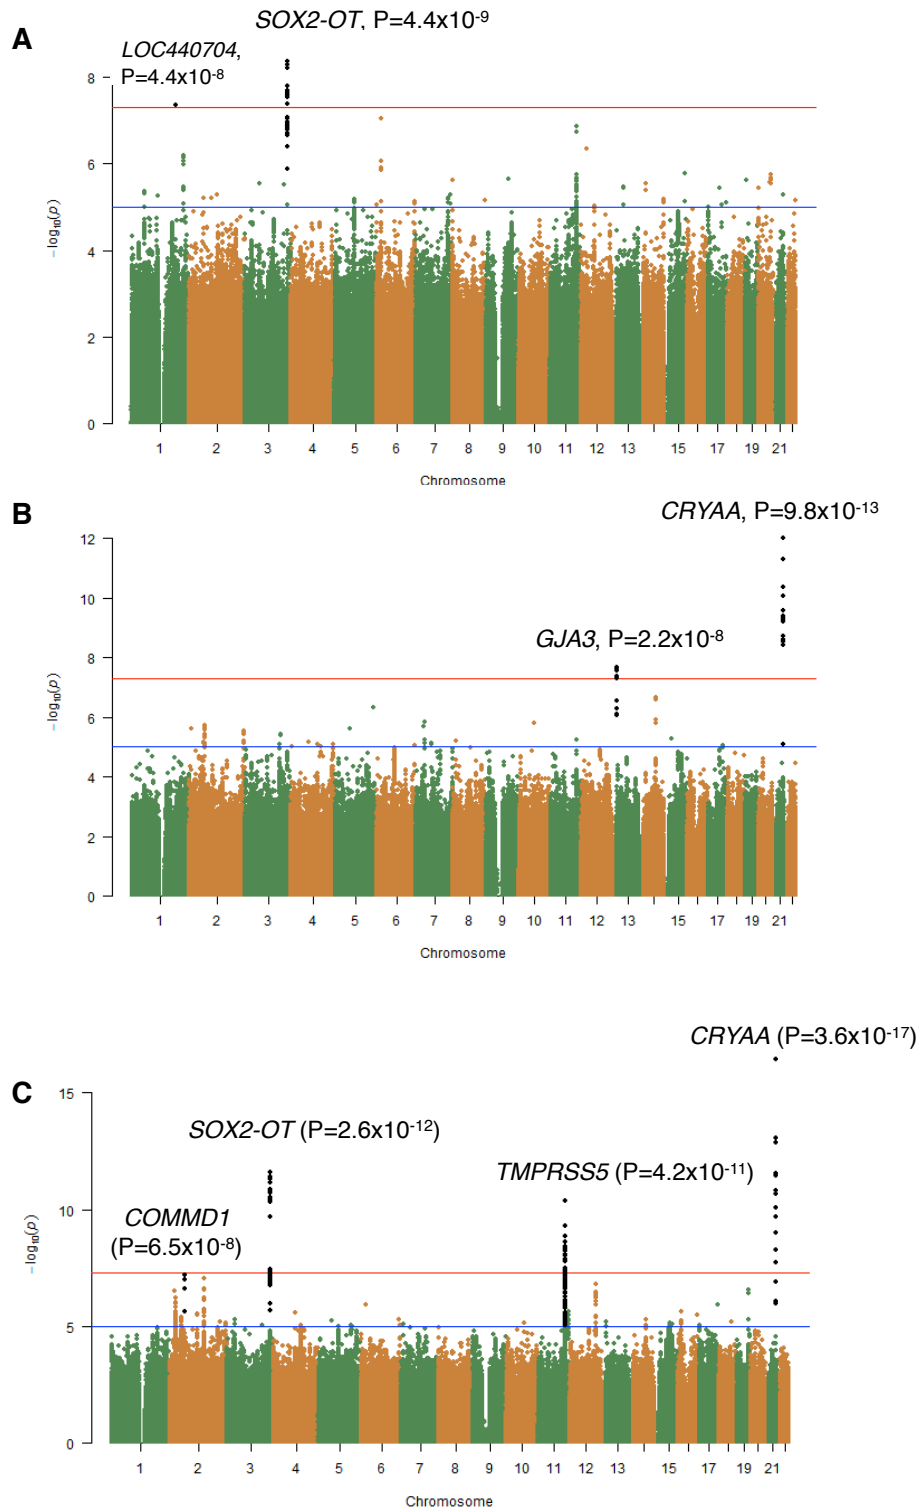 A
SOX2-OT, P=4.4x10⁻⁹
LOC440704,
P=4.4x10⁻⁸
8
6
4
2
0
−log₁₀(p)
1 2 3 4 5 6 7 8 9 10 11 12 13 15 17 19 21
Chromosome
B
CRYAA, P=9.8x10⁻¹³
GJA3, P=2.2x10⁻⁸
12
10
8
6
4
2
0
−log₁₀(p)
1 2 3 4 5 6 7 8 9 10 11 12 13 15 17 19 21
Chromosome
CRYAA (P=3.6x10⁻¹⁷)
C
SOX2-OT (P=2.6x10⁻¹²)
TMPRSS5 (P=4.2x10⁻¹¹)
COMMD1
(P=6.5x10⁻⁸)
15
10
5
0
−log₁₀(p)
1 2 3 4 5 6 7 8 9 10 11 12 13 15 17 19 21
Chromosome